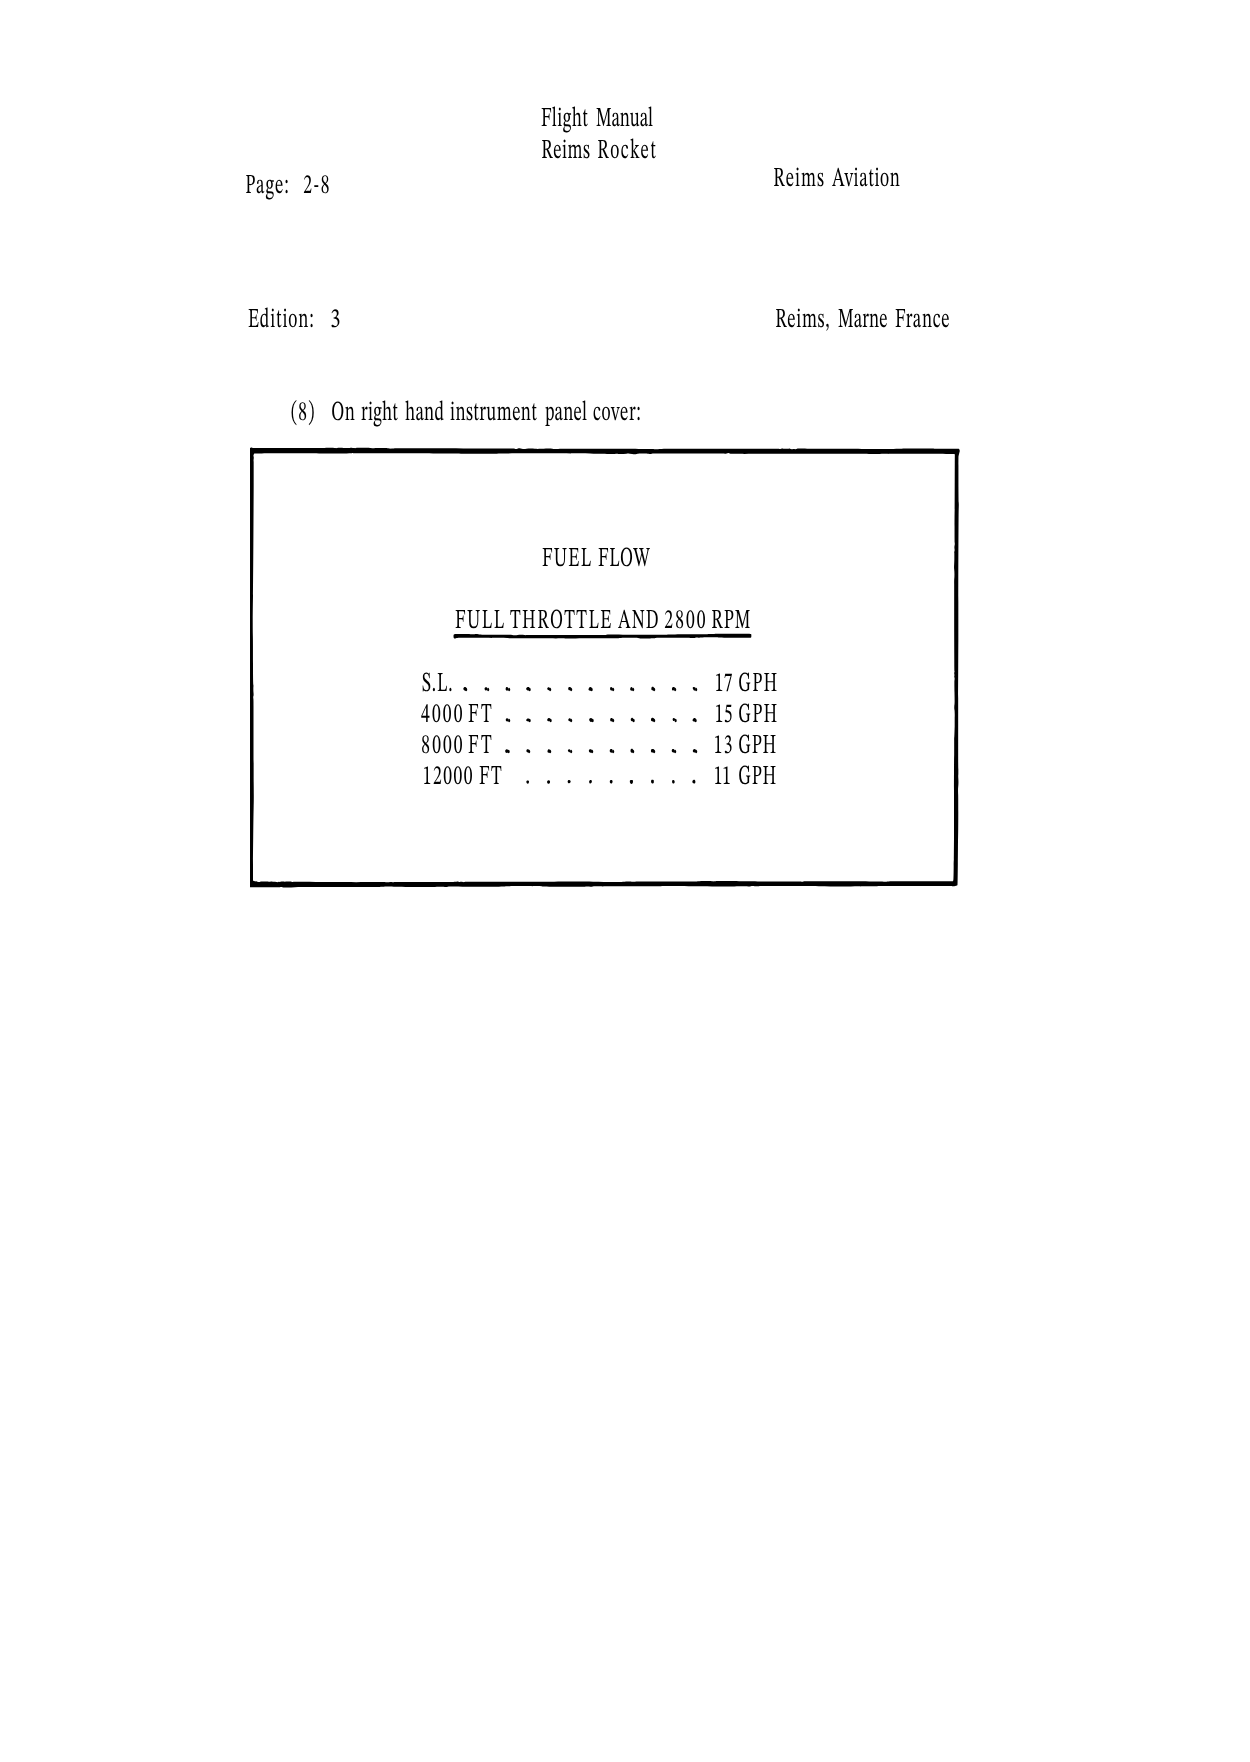 Flight Manual
Reims Rocket
Page: 2-8
Reims Aviation
Edition: 3
Reims, Marne France
(8) On right hand instrument panel cover:
FUEL FLOW
FULL THROTTLE AND 2800 RPM
S.L. . . . . . . . . . . . . 17 GPH
4000 FT . . . . . . . . . . 15 GPH
8000 FT . . . . . . . . . . 13 GPH
12000 FT . . . . . . . . . 11 GPH